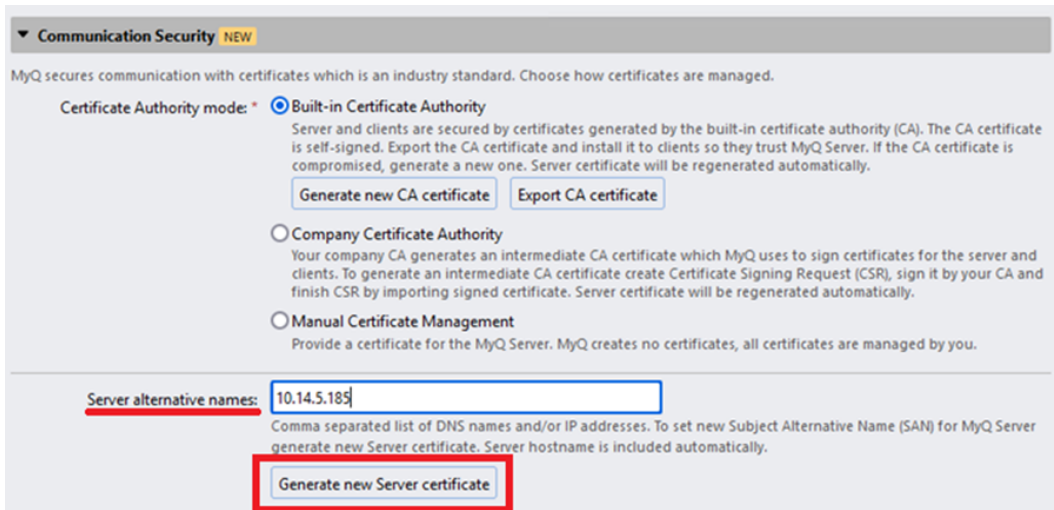 Communication Security NEW
MyQ secures communication with certificates which is an industry standard. Choose how certificates are managed.
Certificate Authority mode: * Built-in Certificate Authority
Server and clients are secured by certificates generated by the built-in certificate authority (CA). The CA certificate
is self-signed. Export the CA certificate and install it to clients so they trust MyQ Server. If the CA certificate is
compromised, generate a new one. Server certificate will be regenerated automatically.
Generate new CA certificate Export CA certificate
Company Certificate Authority
Your company CA generates an intermediate CA certificate which MyQ uses to sign certificates for the server and
clients. To generate an intermediate CA certificate create Certificate Signing Request (CSR), sign it by your CA and
finish CSR by importing signed certificate. Server certificate will be regenerated automatically.
Manual Certificate Management
Provide a certificate for the MyQ Server. MyQ creates no certificates, all certificates are managed by you.
Server alternative names: 10.14.5.185
Comma separated list of DNS names and/or IP addresses. To set new Subject Alternative Name (SAN) for MyQ Server
generate new Server certificate. Server hostname is included automatically.
Generate new Server certificate